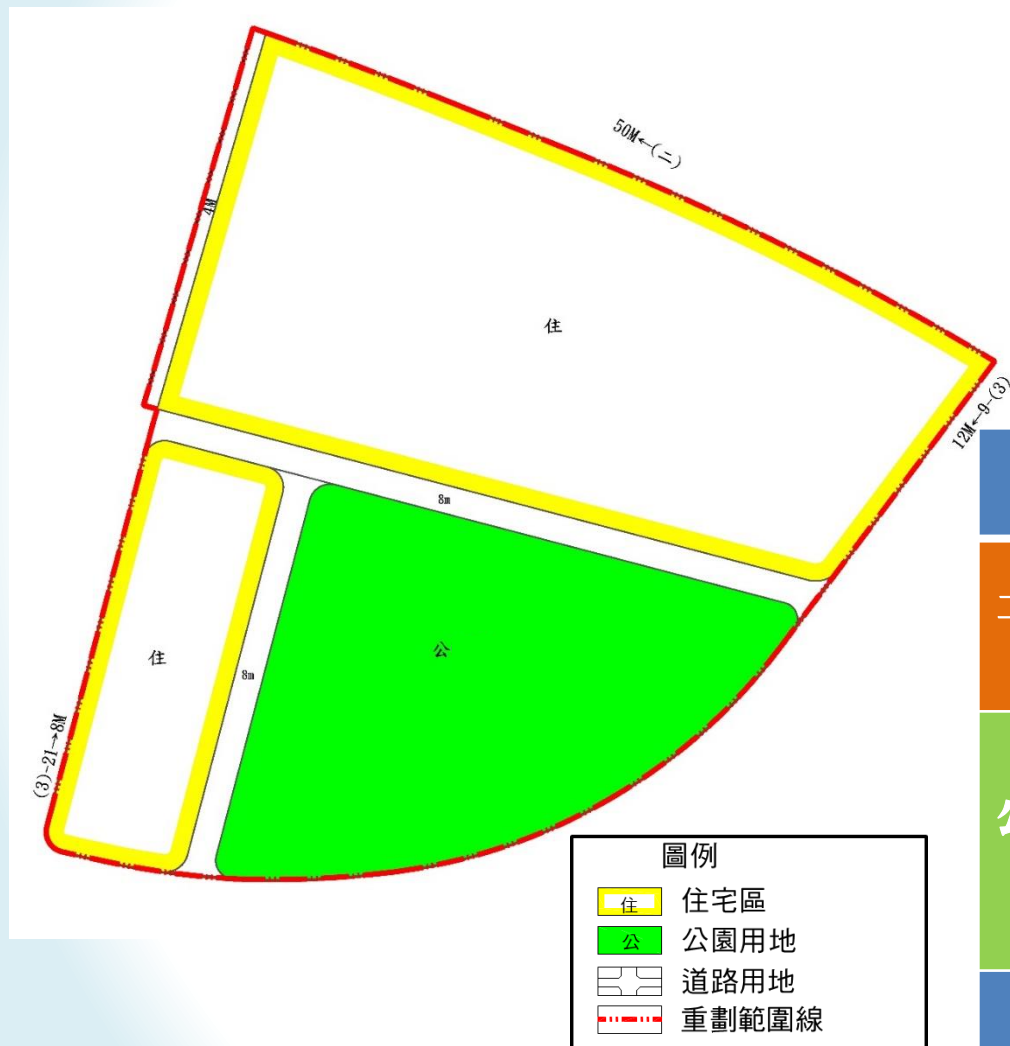 50M←(二)
4M
住
12M←9-(3)
8m
公
住
8m
(3)-21→8M
圖例
住 住宅區
公 公園用地
道路用地
重劃範圍線